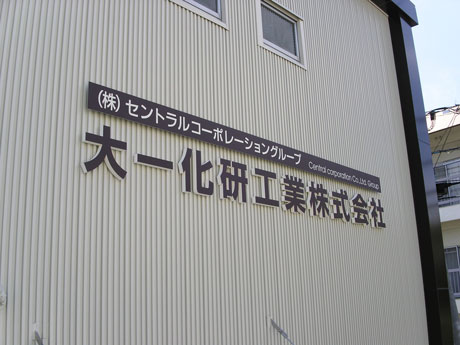 (株)セントラルコーポレーショングループ Central corporation Co.,Ltd. Group
大一化研工業株式会社